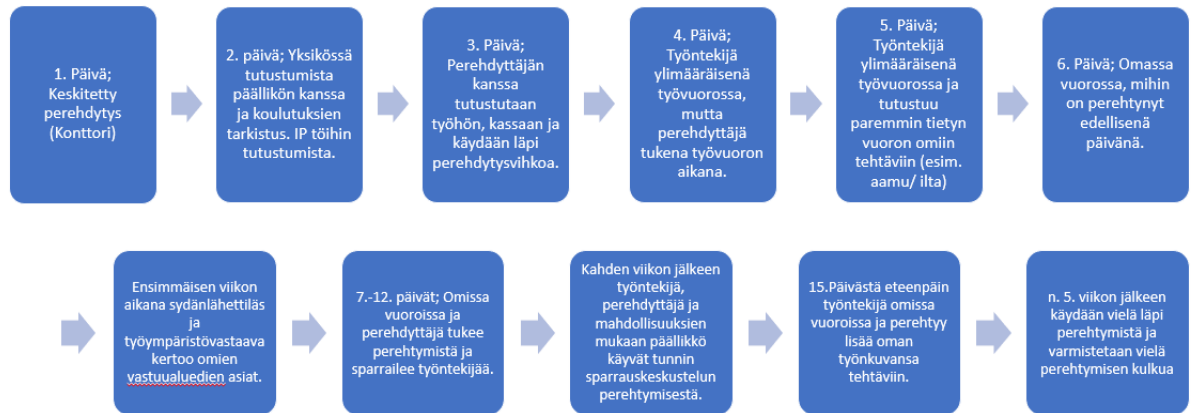 1. Päivä;
Keskitetty
perehdytys
(Konttori)
2. päivä; Yksikössä
tutustumista
päällikön kanssa
ja koulutuksien
tarkistus. IP töihin
tutustumista.
3. Päivä;
Perehdyttäjän
kanssa
tutustutaan
työhön, kassaan ja
käydään läpi
perehdytysvihkoa.
4. Päivä;
Työntekijä
ylimääräisenä
työvuorossa,
mutta
perehdyttäjä
tukena työvuoron
aikana.
5. Päivä;
Työntekijä
ylimääräisenä
työvuorossa ja
tutustuu
paremmin tietyn
vuoron omiin
tehtäviin (esim.
aamu/ ilta)
6. Päivä; Omassa
vuorossa, mihin
on perehtynyt
edellisenä
päivänä.
Ensimmäisen viikon
aikana sydänlähettiläs
ja
työympäristövastaava
kertoo omien
vastuualuedien asiat.
7.-12. päivät; Omissa
vuoroissa ja
perehdyttäjä tukee
perehtymistä ja
sparrailee työntekijää.
Kahden viikon jälkeen
työntekijä,
perehdyttäjä ja
mahdollisuuksien
mukaan päällikkö
käyvät tunnin
sparrauskeskustelun
perehtymisestä.
15.Päivästä eteenpäin
työntekijä omissa
vuoroissa ja perehtyy
lisää oman
työnkuvansa
tehtäviin.
n. 5. viikon jälkeen
käydään vielä läpi
perehtymistä ja
varmistetaan vielä
perehtymisen kulkua